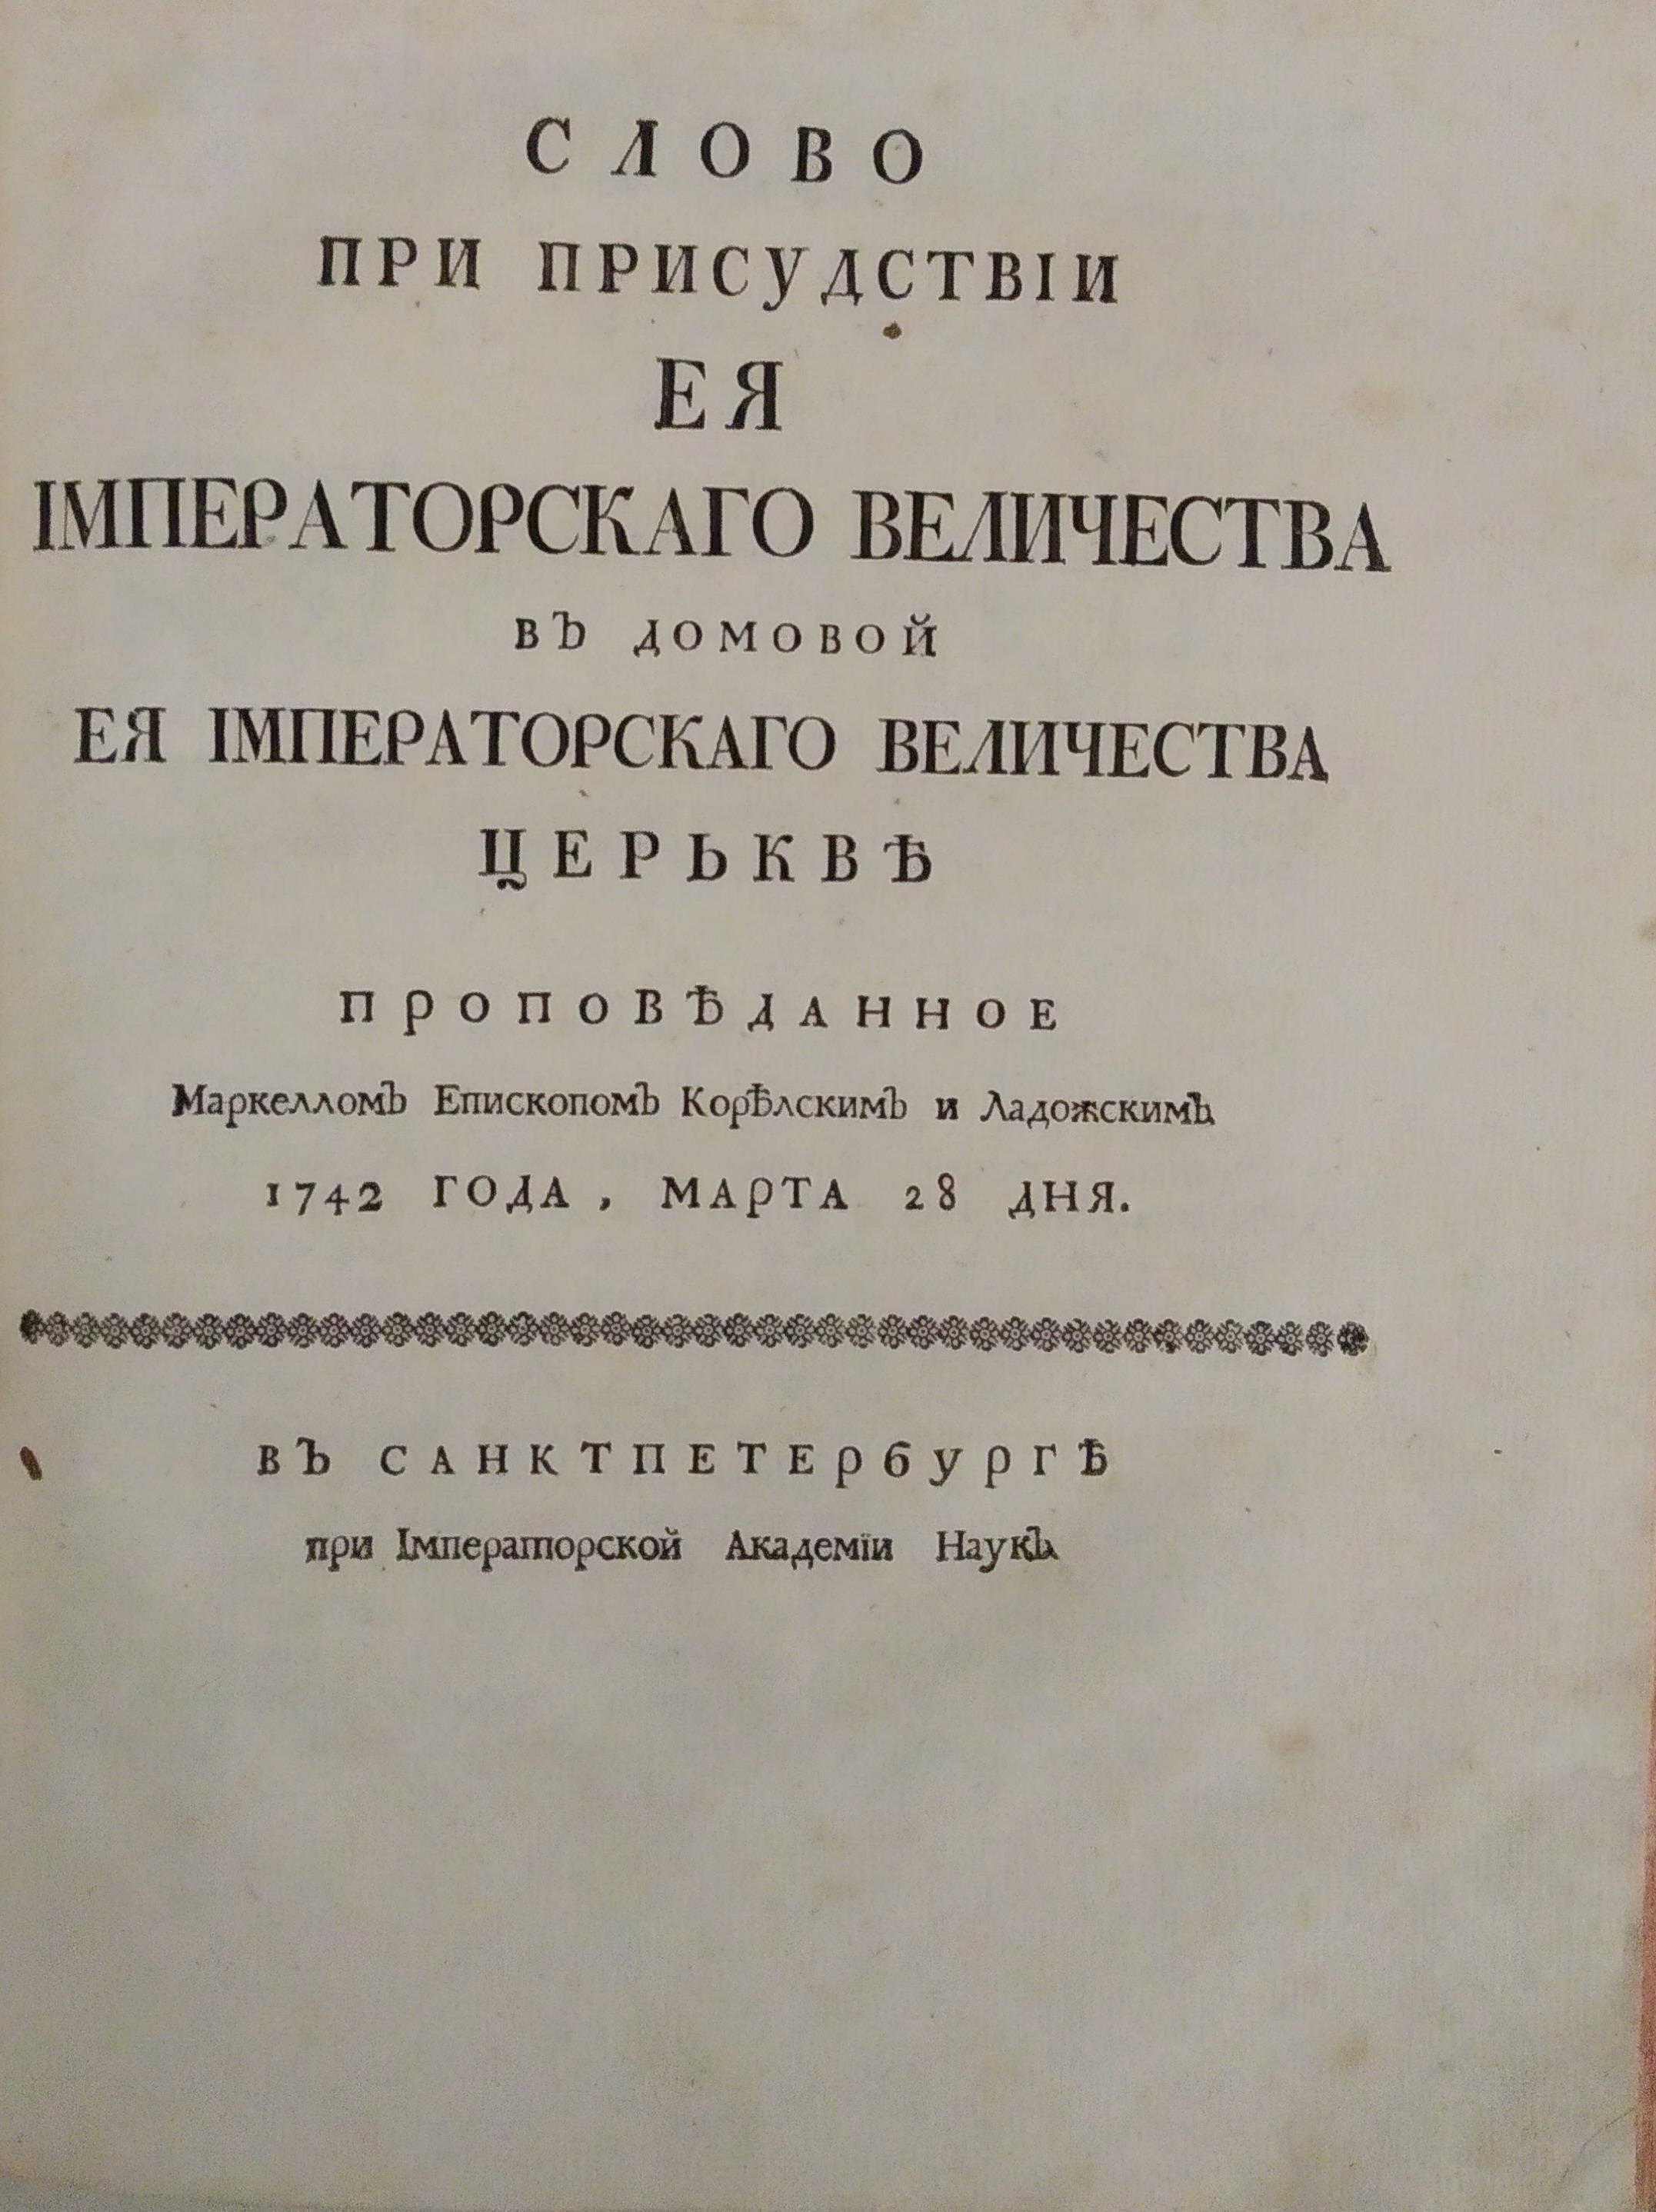 СЛОВО
ПРИ ПРИСУДСТВІИ
ЕЯ
ІМПЕРАТОРСКАГО ВЕЛИЧЕСТВА
ВЪ ДОМОВОЙ
ЕЯ ІМПЕРАТОРСКАГО ВЕЛИЧЕСТВА
ЦЕРЬКВѢ
ПРОПОВѢДАННОЕ
Маркелломъ Епископомъ Корѣлскимъ и Ладожскимъ
1742 ГОДА, МАРТА 28 ДНЯ.
ВЪ САНКТПЕТЕРбУРГѢ
при Імператорской Академїи Наукъ